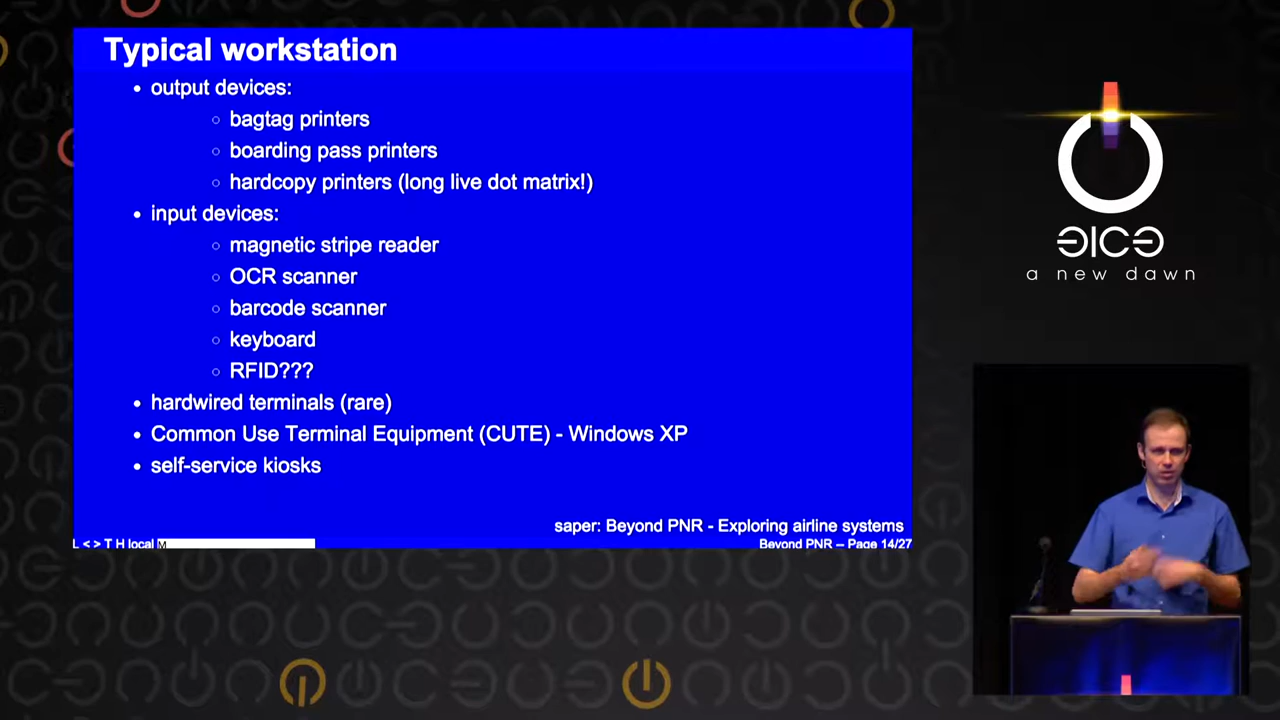 Typical workstation
• output devices:
○ bagtag printers
○ boarding pass printers
○ hardcopy printers (long live dot matrix!)
• input devices:
○ magnetic stripe reader
○ OCR scanner
○ barcode scanner
○ keyboard
○ RFID???
• hardwired terminals (rare)
• Common Use Terminal Equipment (CUTE) - Windows XP
• self-service kiosks
saper: Beyond PNR - Exploring airline systems
L < > T H local M
Beyond PNR – Page 14/27
a new dawn